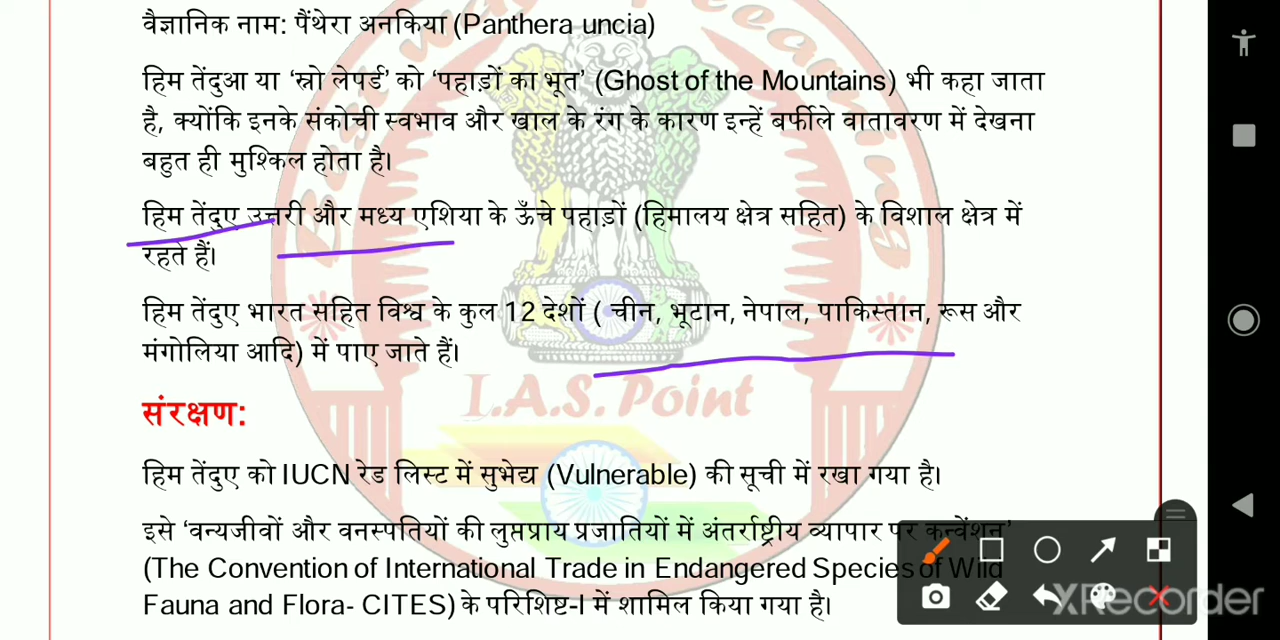 वैज्ञानिक नाम: पैंथेरा अनकिया (Panthera uncia)
हिम तेंदुआ या ‘स्नो लेपर्ड’ को ‘पहाड़ों का भूत’ (Ghost of the Mountains) भी कहा जाता
है, क्योंकि इनके संकोची स्वभाव और खाल के रंग के कारण इन्हें बर्फीले वातावरण में देखना
बहुत ही मुश्किल होता है।
हिम तेंदुए उत्तरी और मध्य एशिया के ऊँचे पहाड़ों (हिमालय क्षेत्र सहित) के विशाल क्षेत्र में
रहते हैं।
हिम तेंदुए भारत सहित विश्व के कुल 12 देशों ( चीन, भूटान, नेपाल, पाकिस्तान, रूस और
मंगोलिया आदि) में पाए जाते हैं।
I.A.S. Point
संरक्षण:
हिम तेंदुए को IUCN रेड लिस्ट में सुभेद्य (Vulnerable) की सूची में रखा गया है।
इसे ‘वन्यजीवों और वनस्पतियों की लुप्तप्राय प्रजातियों में अंतर्राष्ट्रीय व्यापार पर कन्वेंशन’
(The Convention of International Trade in Endangered Species of Wild
Fauna and Flora- CITES) के परिशिष्ट-I में शामिल किया गया है।
XRecorder